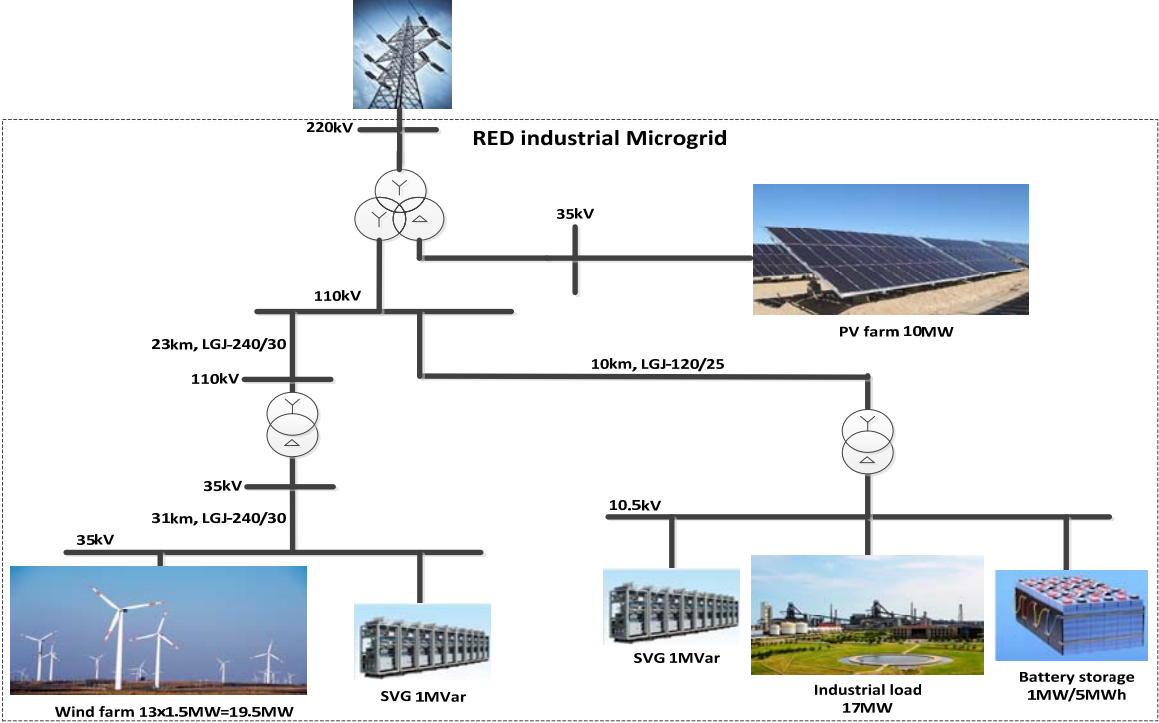 220kV
RED industrial Microgrid
35kV
PV farm 10MW
110kV
23km, LGJ-240/30
10km, LGJ-120/25
110kV
35kV
10.5kV
31km, LGJ-240/30
35kV
SVG 1MVar
Battery storage
1MW/5MWh
Industrial load
17MW
SVG 1MVar
Wind farm 13x1.5MW=19.5MW